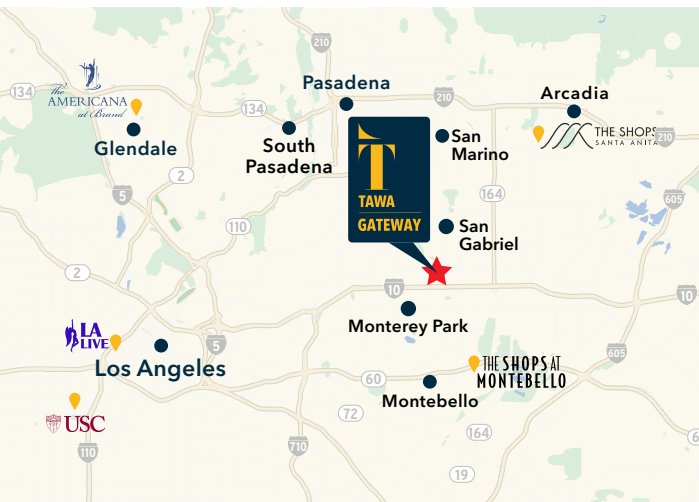 210
Pasadena
134
The
AMERICANA
at Brand
134
210
Arcadia
Glendale
South
Pasadena
San
Marino
THE SHOPS
SANTA ANITA
210
T
TAWA
GATEWAY
2
5
164
605
110
San
Gabriel
2
10
10
Monterey Park
LA
LIVE
5
Los Angeles
605
THE SHOPS AT
MONTEBELLO
60
Montebello
72
USC
164
110
710
19